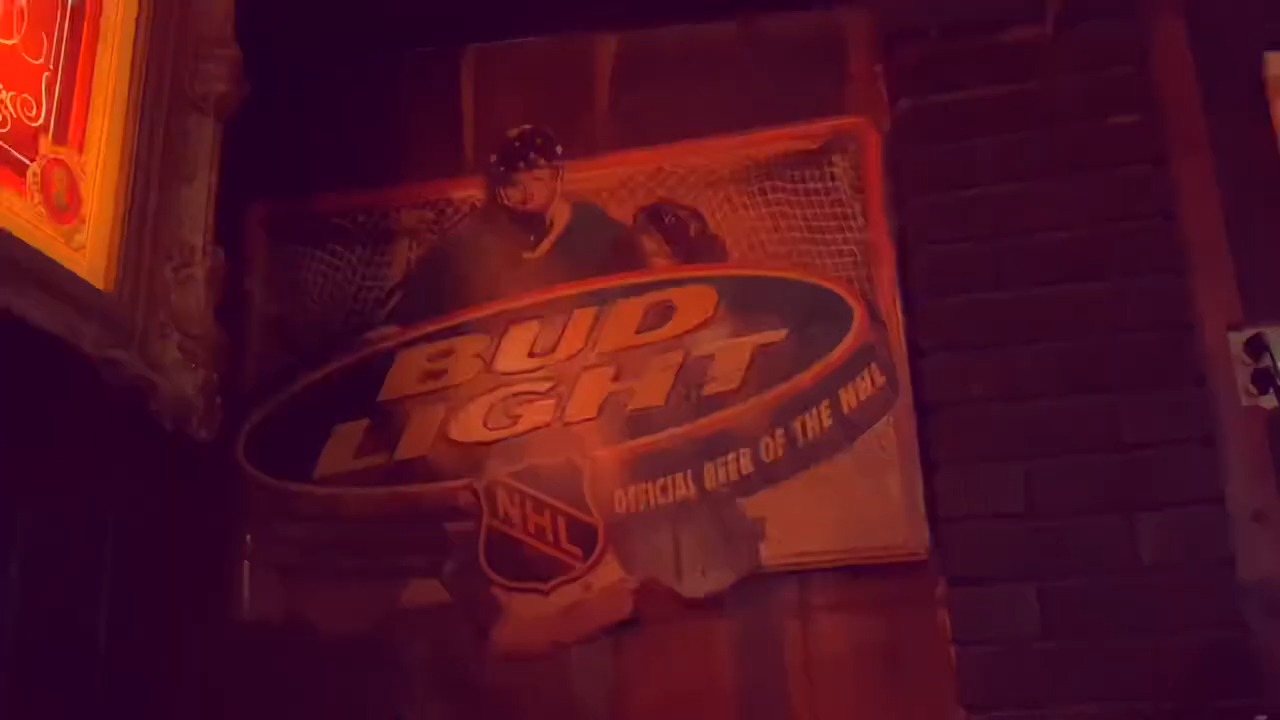 BUD
LIGHT
OFFICIAL BEER OF THE NHL
NHL